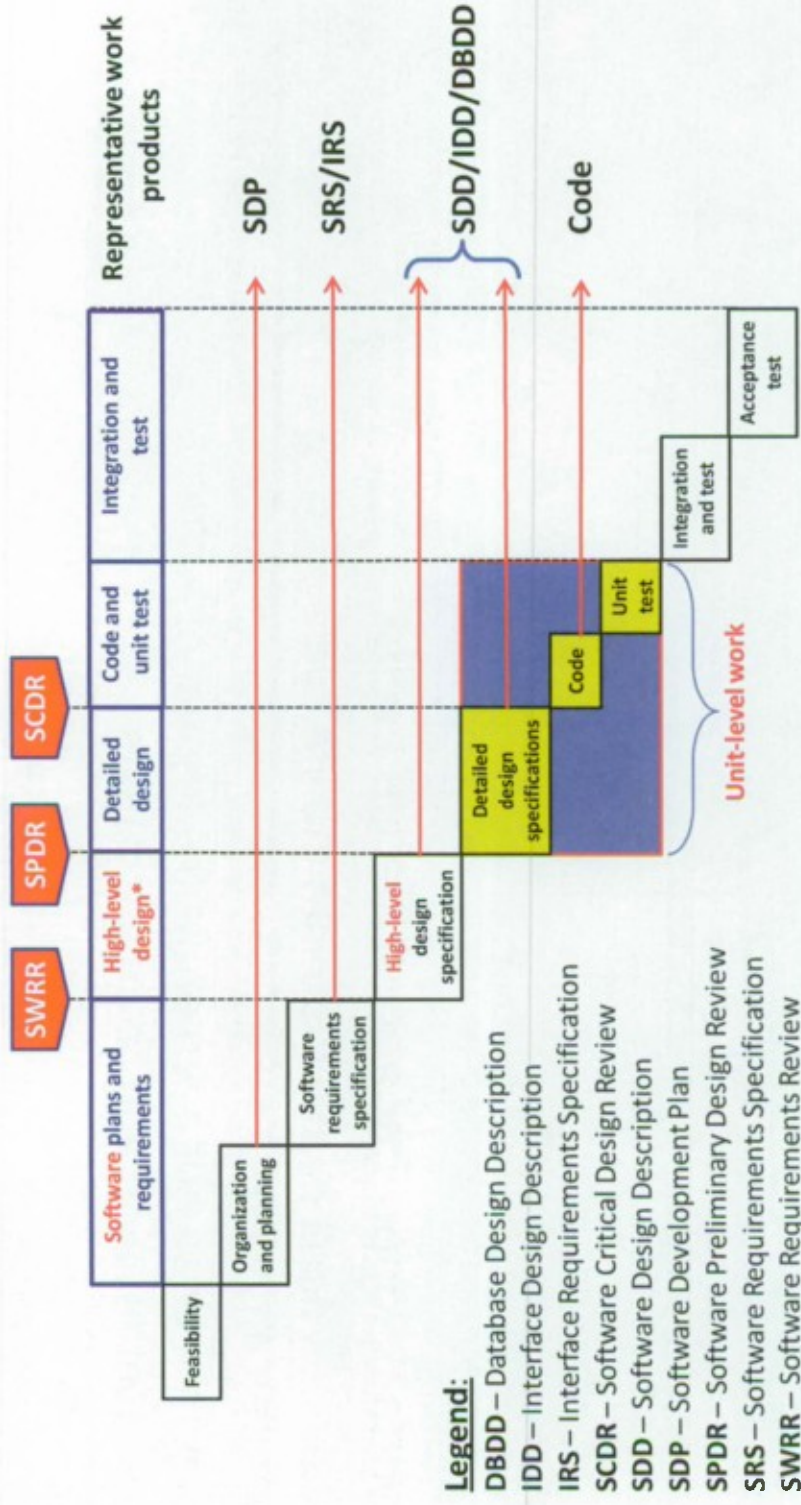 SWRR
SPDR
SCDR
Software plans and
requirements
High-level
design*
Detailed
design
Code and
unit test
Integration and
test
Representative work
products
Feasibility
Organization
and planning
SDP
Software
requirements
specification
SRS/IRS
High-level
design
specification
Detailed
design
specifications
SDD/IDD/DBDD
Code
Code
Unit
test
Integration
and test
Acceptance
test
Unit-level work
Legend:
DBDD – Database Design Description
IDD – Interface Design Description
IRS – Interface Requirements Specification
SCDR – Software Critical Design Review
SDD – Software Design Description
SDP – Software Development Plan
SPDR – Software Preliminary Design Review
SRS – Software Requirements Specification
SWRR – Software Requirements Review